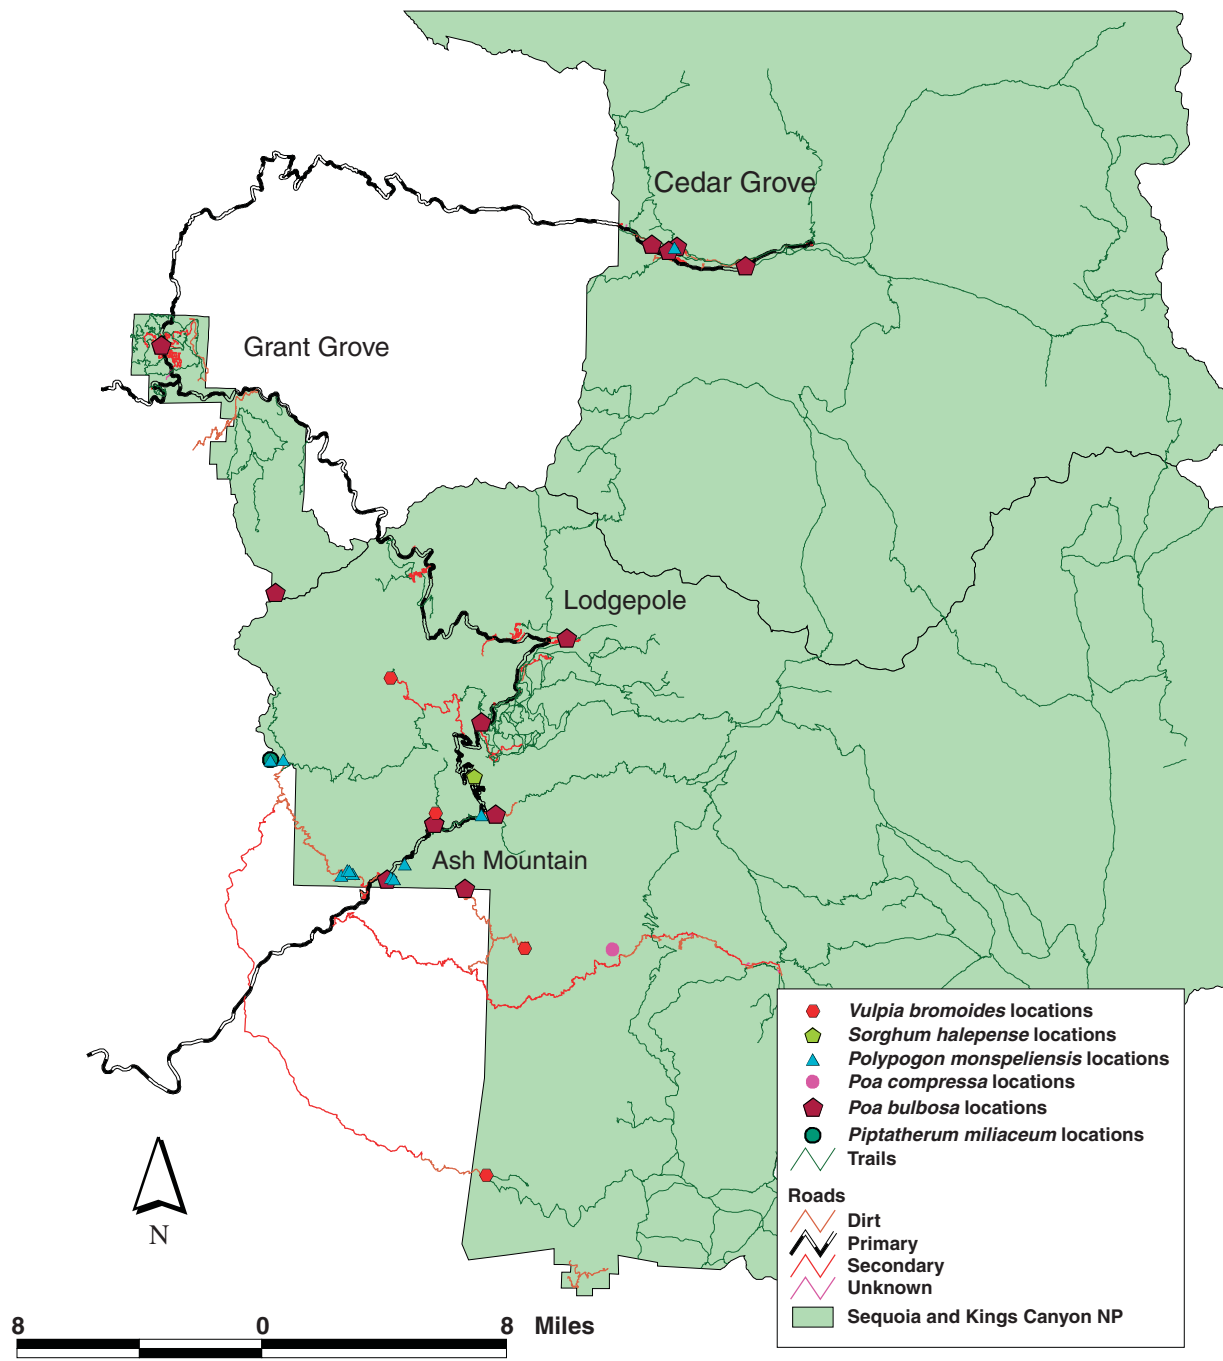 Cedar Grove
Grant Grove
Lodgepole
Ash Mountain
Vulpia bromoides locations
Sorghum halepense locations
Polypogon monspeliensis locations
Poa compressa locations
Poa bulbosa locations
Piptatherum miliaceum locations
Trails
Roads
Dirt
Primary
Secondary
Unknown
Sequoia and Kings Canyon NP
N
8 0 8 Miles